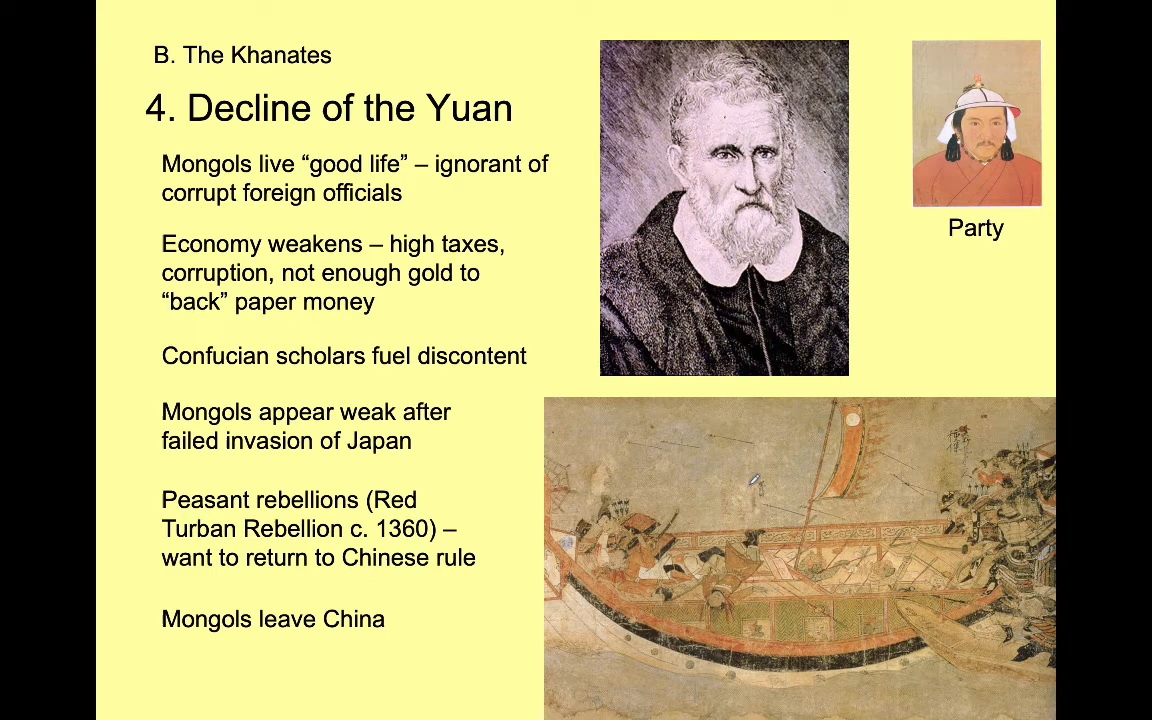 B. The Khanates
4. Decline of the Yuan
Mongols live “good life” – ignorant of
corrupt foreign officials
Economy weakens – high taxes,
corruption, not enough gold to
“back” paper money
Confucian scholars fuel discontent
Mongols appear weak after
failed invasion of Japan
Peasant rebellions (Red
Turban Rebellion c. 1360) –
want to return to Chinese rule
Mongols leave China
Party